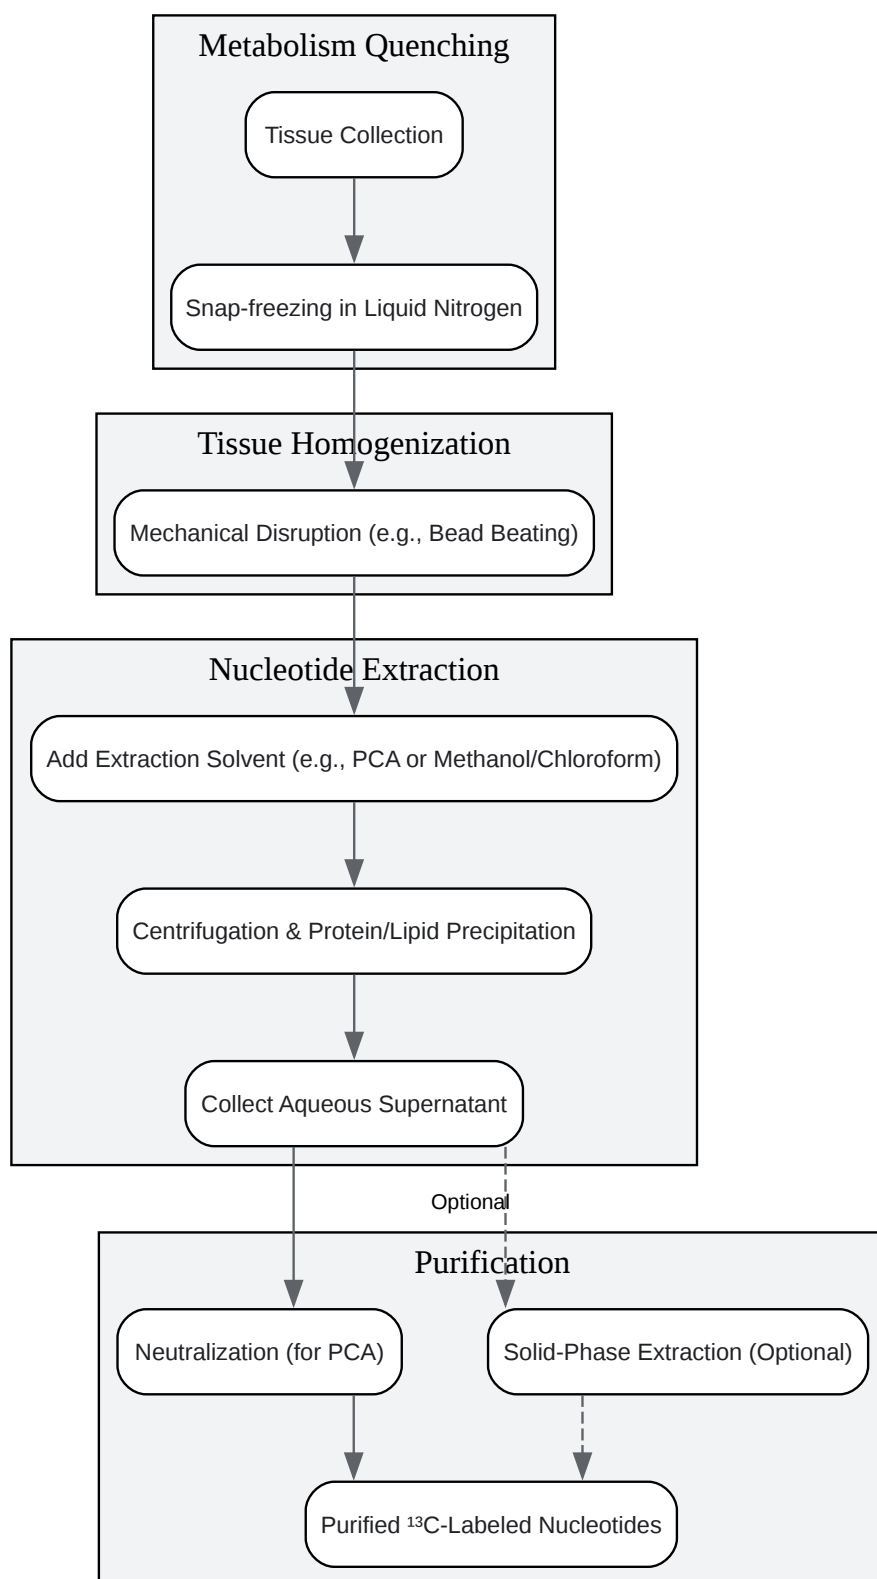 Metabolism Quenching
Tissue Collection
Snap-freezing in Liquid Nitrogen
Tissue Homogenization
Mechanical Disruption (e.g., Bead Beating)
Nucleotide Extraction
Add Extraction Solvent (e.g., PCA or Methanol/Chloroform)
Centrifugation & Protein/Lipid Precipitation
Collect Aqueous Supernatant
Optional
Purification
Neutralization (for PCA)
Solid-Phase Extraction (Optional)
Purified ¹³C-Labeled Nucleotides